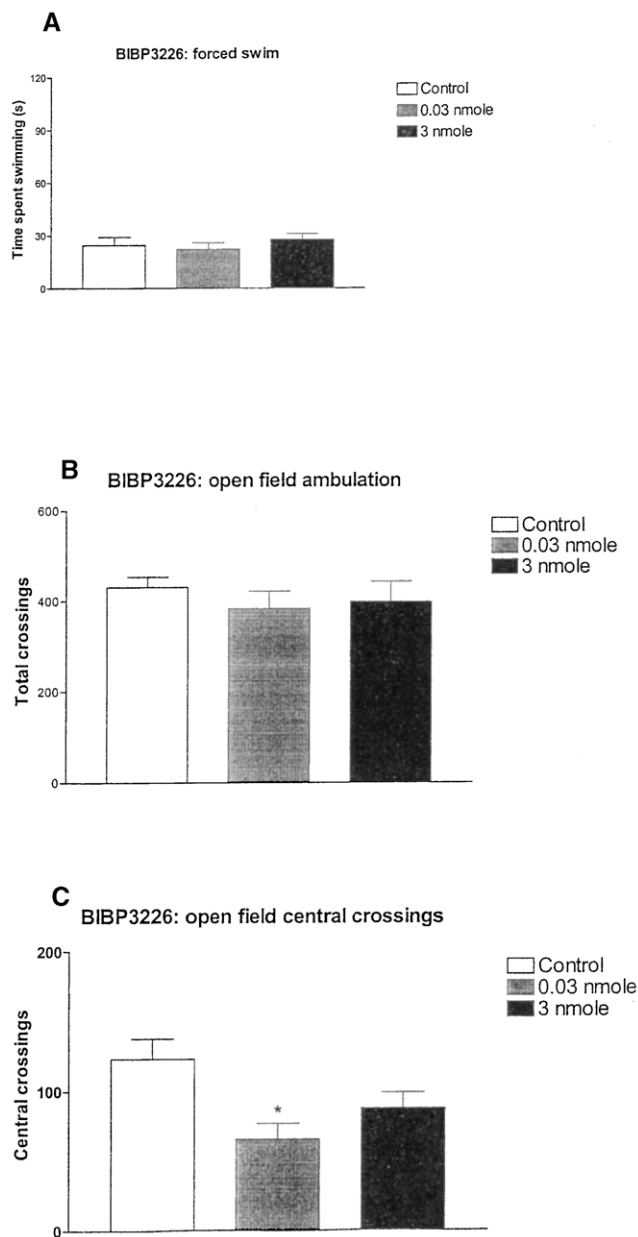 A
BIBP3226: forced swim
Time spent swimming (s)
120
90
60
30
0
Control
0.03 nmole
3 nmole
B
BIBP3226: open field ambulation
Total crossings
600
400
200
0
Control
0.03 nmole
3 nmole
C
BIBP3226: open field central crossings
Central crossings
200
100
0
*
Control
0.03 nmole
3 nmole